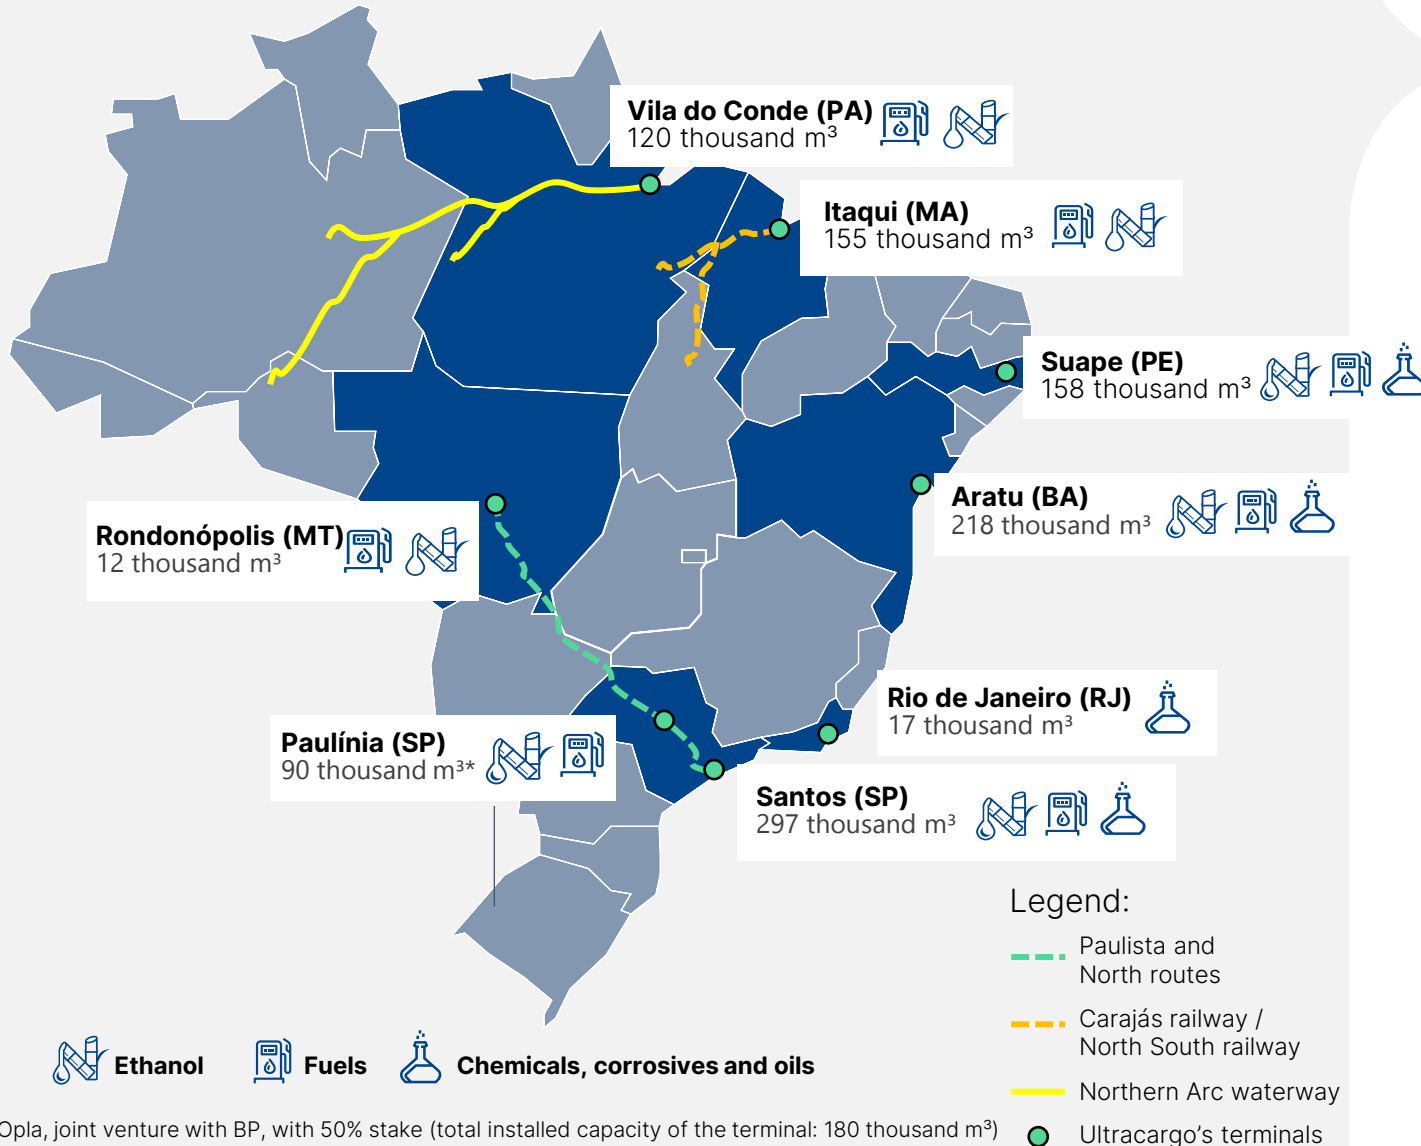 Vila do Conde (PA)
120 thousand m³
Itaqui (MA)
155 thousand m³
Suape (PE)
158 thousand m³
Aratu (BA)
218 thousand m³
Rondonópolis (MT)
12 thousand m³
Rio de Janeiro (RJ)
17 thousand m³
Paulínia (SP)
90 thousand m³*
Santos (SP)
297 thousand m³
Legend:
Paulista and
North routes
Carajás railway /
North South railway
Northern Arc waterway
Ultracargo's terminals
Ethanol
Fuels
Chemicals, corrosives and oils
Opla, joint venture with BP, with 50% stake (total installed capacity of the terminal: 180 thousand m³)